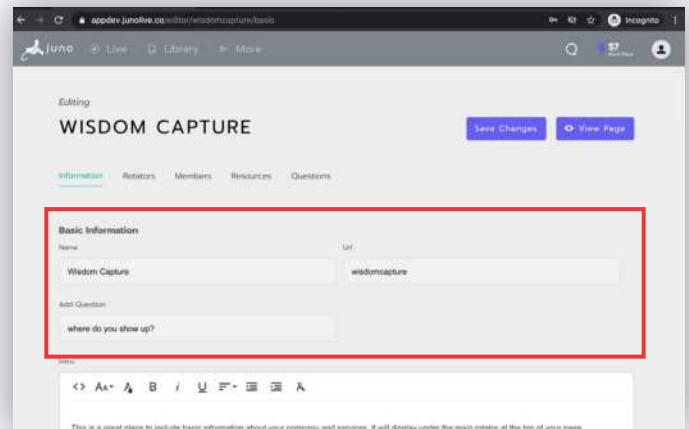 appdev.junolive.co/editor/wisdomcapture/basic
Incognito
juno Live Library More
57
Editing
WISDOM CAPTURE
Save Changes View Page
Information Rotators Members Resources Questions
Basic Information
Name Url
Wisdom Capture wisdomcapture
Add Question
where do you show up?
Intro
B i U
This is a great place to include basic information about your company and services. It will display under the main rotator at the top of your page.